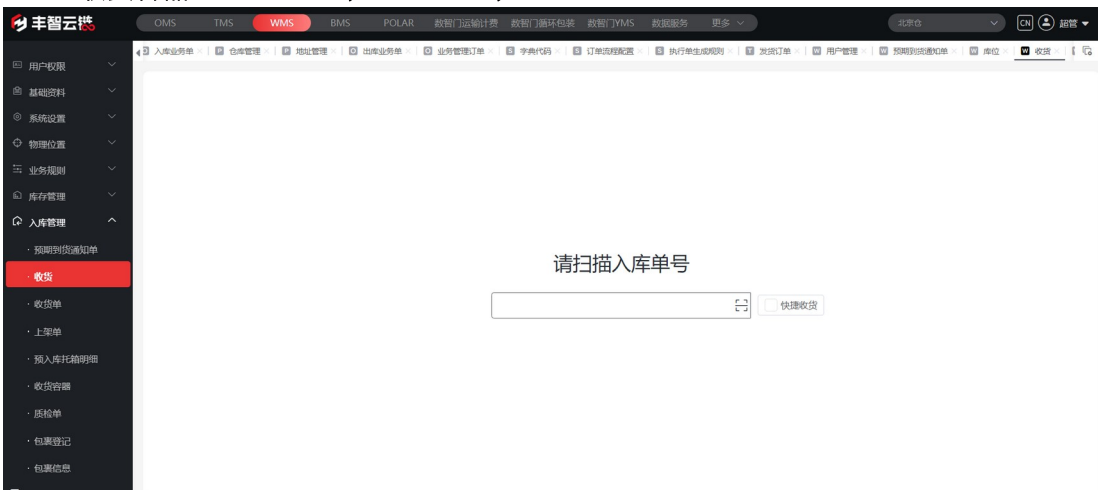 丰智云链
OMS TMS WMS BMS POLAR 数智门运输计费 数智门循环包装 数智门YMS 数据服务 更多
北京仓
CN 超管
入库业务单 P 仓库管理 P 地址管理 O 出库业务单 O 业务管理订单 S 字典代码 S 订单流程配置 S 执行单生成规则 T 发货订单 W 用户管理 W 预期到货通知单 W 库位 W 收货
用户权限
基础资料
系统设置
物理位置
业务规则
库存管理
入库管理
· 预期到货通知单
· 收货
· 收货单
· 上架单
· 预入库托箱明细
· 收货容器
· 质检单
· 包裹登记
· 包裹信息
请扫描入库单号
快捷收货